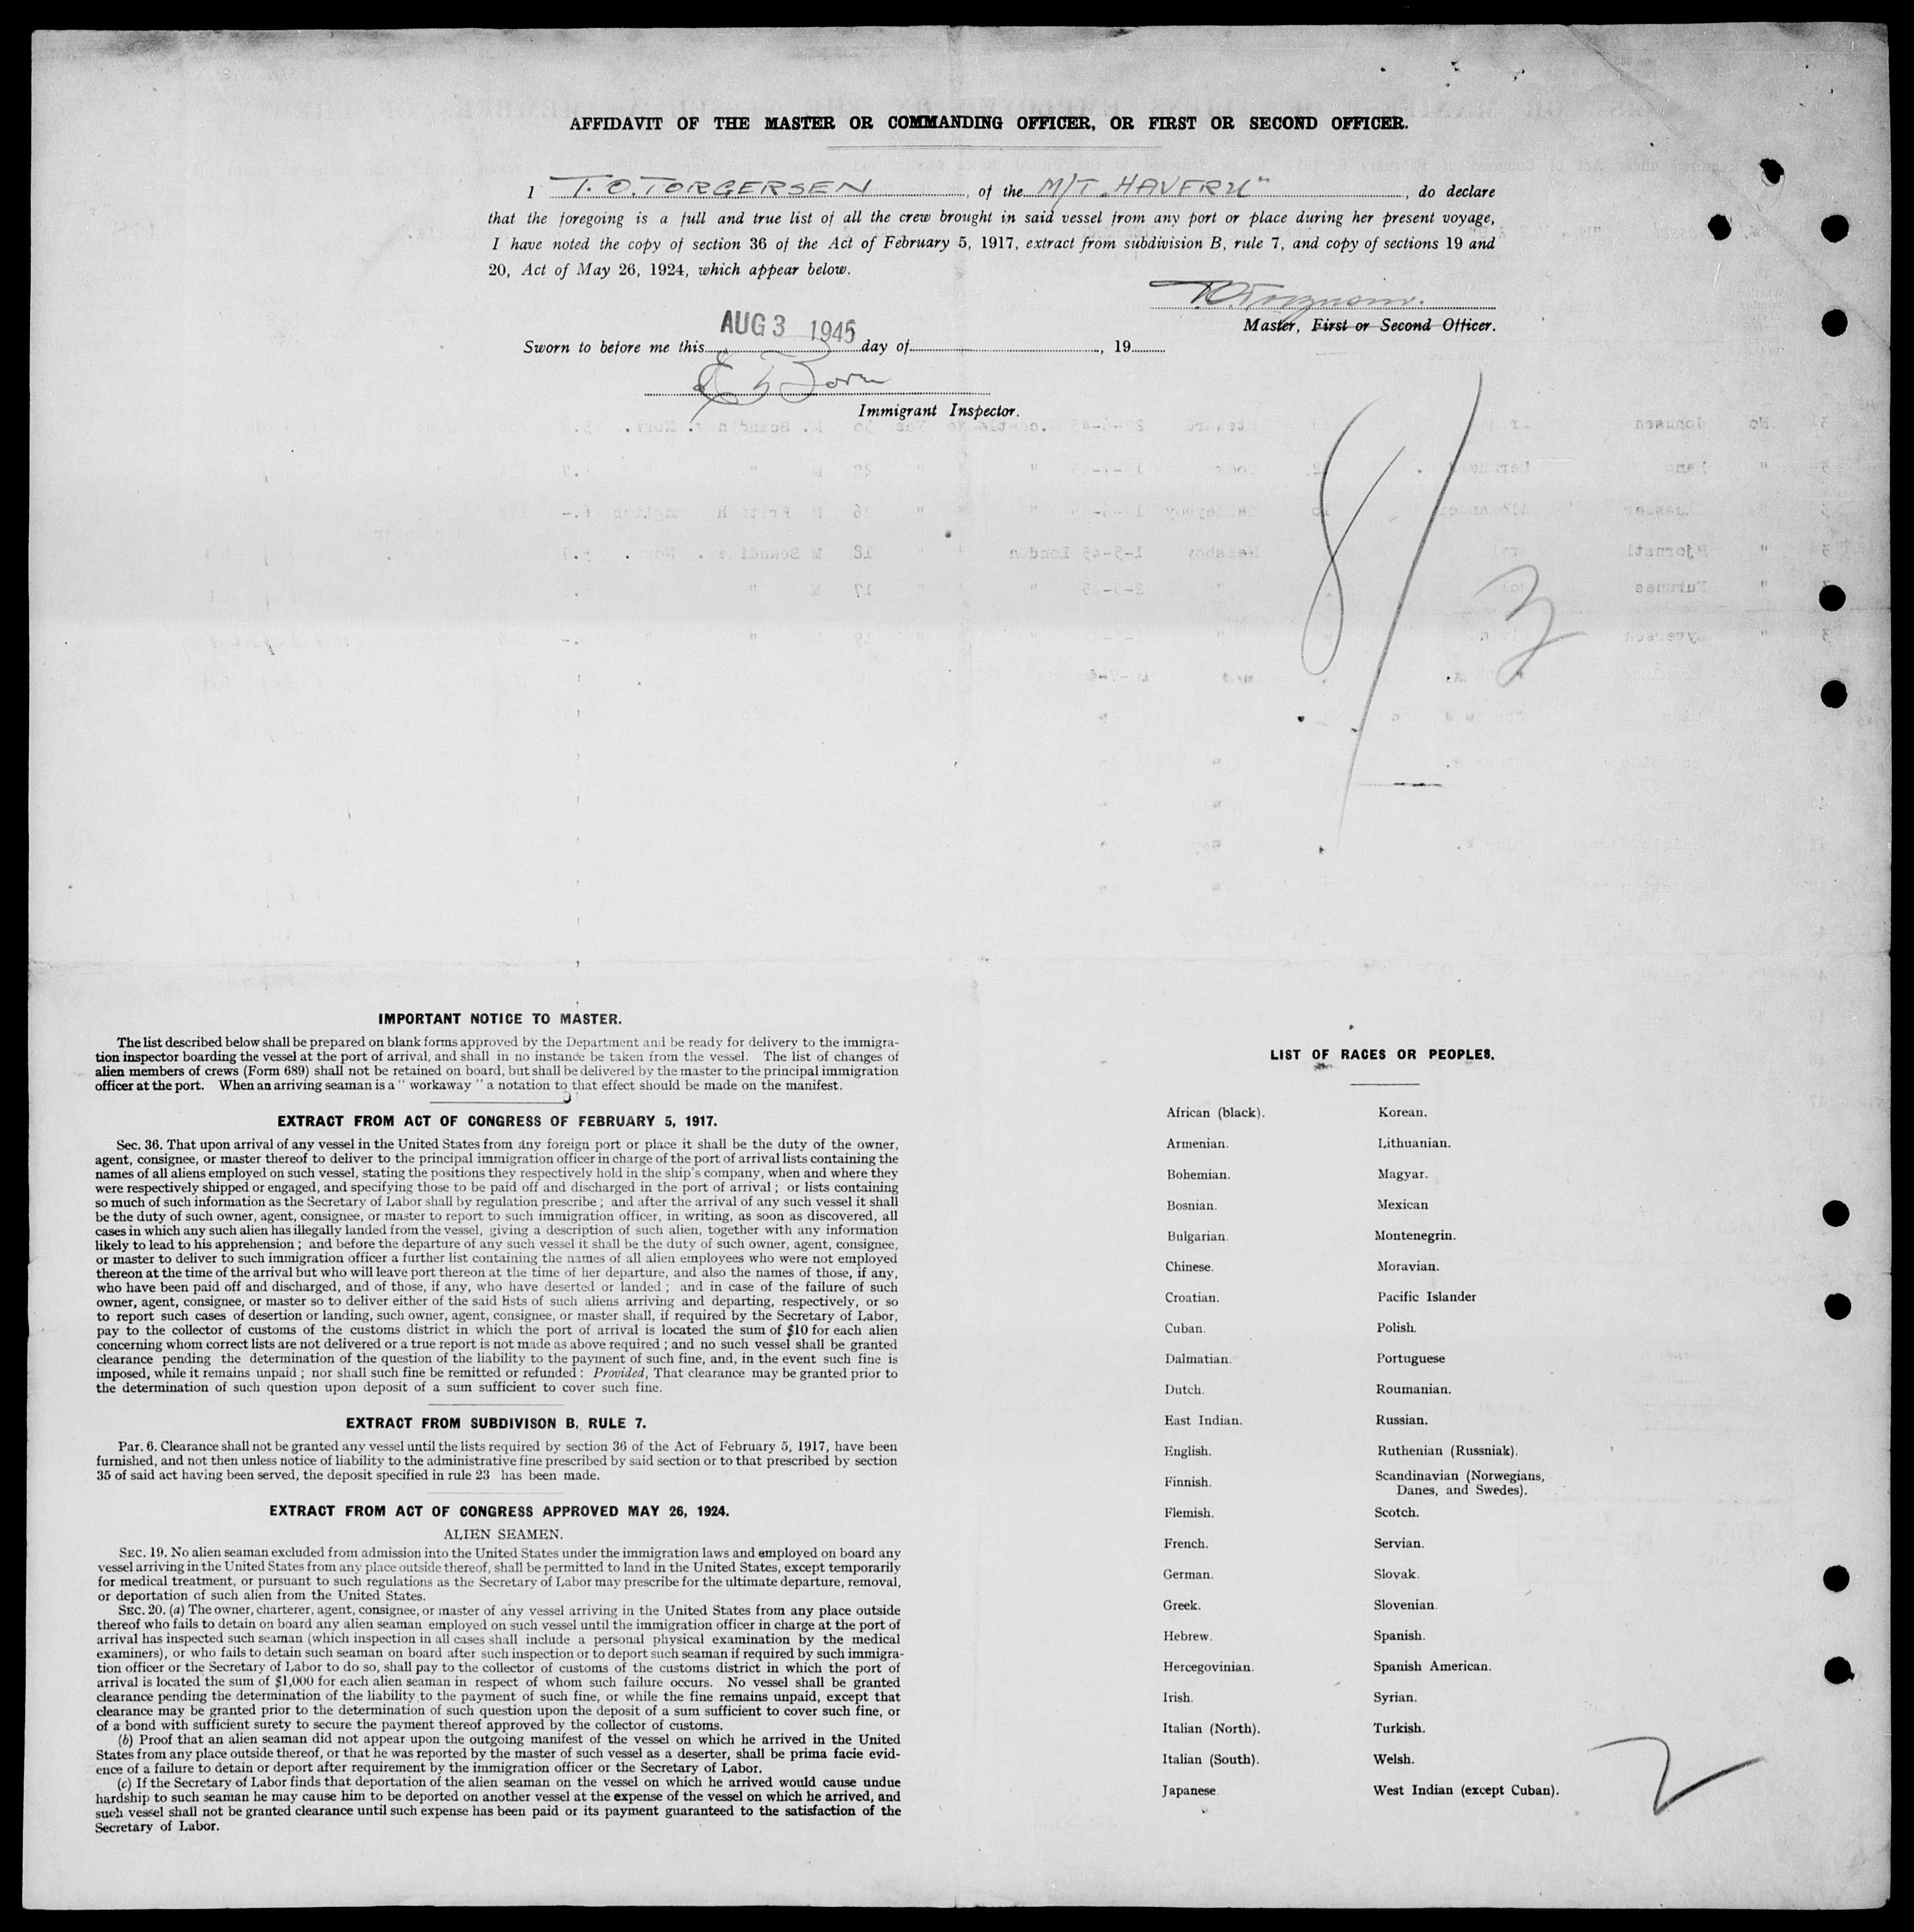 AFFIDAVIT OF THE MASTER OR COMMANDING OFFICER, OR FIRST OR SECOND OFFICER.
I T. O. TORGERSEN, of the M/T. HAVFRU", do declare
that the foregoing is a full and true list of all the crew brought in said vessel from any port or place during her present voyage,
I have noted the copy of section 36 of the Act of February 5, 1917, extract from subdivision B, rule 7, and copy of sections 19 and
20, Act of May 26, 1924, which appear below.
Master, First or Second Officer.
AUG 3 1945
Sworn to before me this day of , 19
Immigrant Inspector.
8/3
IMPORTANT NOTICE TO MASTER.
The list described below shall be prepared on blank forms approved by the Department and be ready for delivery to the immigra-
tion inspector boarding the vessel at the port of arrival, and shall in no instance be taken from the vessel. The list of changes of
alien members of crews (Form 689) shall not be retained on board, but shall be delivered by the master to the principal immigration
officer at the port. When an arriving seaman is a "workaway" a notation to that effect should be made on the manifest.
EXTRACT FROM ACT OF CONGRESS OF FEBRUARY 5, 1917.
Sec. 36. That upon arrival of any vessel in the United States from any foreign port or place it shall be the duty of the owner,
agent, consignee, or master thereof to deliver to the principal immigration officer in charge of the port of arrival lists containing the
names of all aliens employed on such vessel, stating the positions they respectively hold in the ship's company, when and where they
were respectively shipped or engaged, and specifying those to be paid off and discharged in the port of arrival; or lists containing
so much of such information as the Secretary of Labor shall by regulation prescribe; and after the arrival of any such vessel it shall
be the duty of such owner, agent, consignee, or master to report to such immigration officer, in writing, as soon as discovered, all
cases in which any such alien has illegally landed from the vessel, giving a description of such alien, together with any information
likely to lead to his apprehension; and before the departure of any such vessel it shall be the duty of such owner, agent, consignee,
or master to deliver to such immigration officer a further list containing the names of all alien employees who were not employed
thereon at the time of the arrival but who will leave port thereon at the time of her departure, and also the names of those, if any,
who have been paid off and discharged, and of those, if any, who have deserted or landed; and in case of the failure of such
owner, agent, consignee, or master so to deliver either of the said lists of such aliens arriving and departing, respectively, or so
to report such cases of desertion or landing, such owner, agent, consignee, or master shall, if required by the Secretary of Labor,
pay to the collector of customs of the customs district in which the port of arrival is located the sum of $10 for each alien
concerning whom correct lists are not delivered or a true report is not made as above required; and no such vessel shall be granted
clearance pending the determination of the question of the liability to the payment of such fine, and, in the event such fine is
imposed, while it remains unpaid; nor shall such fine be remitted or refunded: Provided, That clearance may be granted prior to
the determination of such question upon deposit of a sum sufficient to cover such fine.
EXTRACT FROM SUBDIVISON B, RULE 7.
Par. 6. Clearance shall not be granted any vessel until the lists required by section 36 of the Act of February 5, 1917, have been
furnished, and not then unless notice of liability to the administrative fine prescribed by said section or to that prescribed by section
35 of said act having been served, the deposit specified in rule 23 has been made.
EXTRACT FROM ACT OF CONGRESS APPROVED MAY 26, 1924.
ALIEN SEAMEN.
SEC. 19. No alien seaman excluded from admission into the United States under the immigration laws and employed on board any
vessel arriving in the United States from any place outside thereof, shall be permitted to land in the United States, except temporarily
for medical treatment, or pursuant to such regulations as the Secretary of Labor may prescribe for the ultimate departure, removal,
or deportation of such alien from the United States.
SEC. 20. (a) The owner, charterer, agent, consignee, or master of any vessel arriving in the United States from any place outside
thereof who fails to detain on board any alien seaman employed on such vessel until the immigration officer in charge at the port of
arrival has inspected such seaman (which inspection in all cases shall include a personal physical examination by the medical
examiners), or who fails to detain such seaman on board after such inspection or to deport such seaman if required by such immigra-
tion officer or the Secretary of Labor to do so, shall pay to the collector of customs of the customs district in which the port of
arrival is located the sum of $1,000 for each alien seaman in respect of whom such failure occurs. No vessel shall be granted
clearance pending the determination of the liability to the payment of such fine, or while the fine remains unpaid, except that
clearance may be granted prior to the determination of such question upon the deposit of a sum sufficient to cover such fine, or
of a bond with sufficient surety to secure the payment thereof approved by the collector of customs.
(b) Proof that an alien seaman did not appear upon the outgoing manifest of the vessel on which he arrived in the United
States from any place outside thereof, or that he was reported by the master of such vessel as a deserter, shall be prima facie evid-
ence of a failure to detain or deport after requirement by the immigration officer or the Secretary of Labor.
(c) If the Secretary of Labor finds that deportation of the alien seaman on the vessel on which he arrived would cause undue
hardship to such seaman he may cause him to be deported on another vessel at the expense of the vessel on which he arrived, and
such vessel shall not be granted clearance until such expense has been paid or its payment guaranteed to the satisfaction of the
Secretary of Labor.
LIST OF RACES OR PEOPLES.
African (black).
Armenian.
Bohemian.
Bosnian.
Bulgarian.
Chinese.
Croatian.
Cuban.
Dalmatian.
Dutch.
East Indian.
English.
Finnish.
Flemish.
French.
German.
Greek.
Hebrew.
Hercegovinian.
Irish.
Italian (North).
Italian (South).
Japanese
Korean.
Lithuanian.
Magyar.
Mexican
Montenegrin.
Moravian.
Pacific Islander
Polish.
Portuguese
Roumanian.
Russian.
Ruthenian (Russniak).
Scandinavian (Norwegians,
Danes, and Swedes).
Scotch.
Servian.
Slovak.
Slovenian
Spanish.
Spanish American.
Syrian.
Turkish.
Welsh.
West Indian (except Cuban).
2